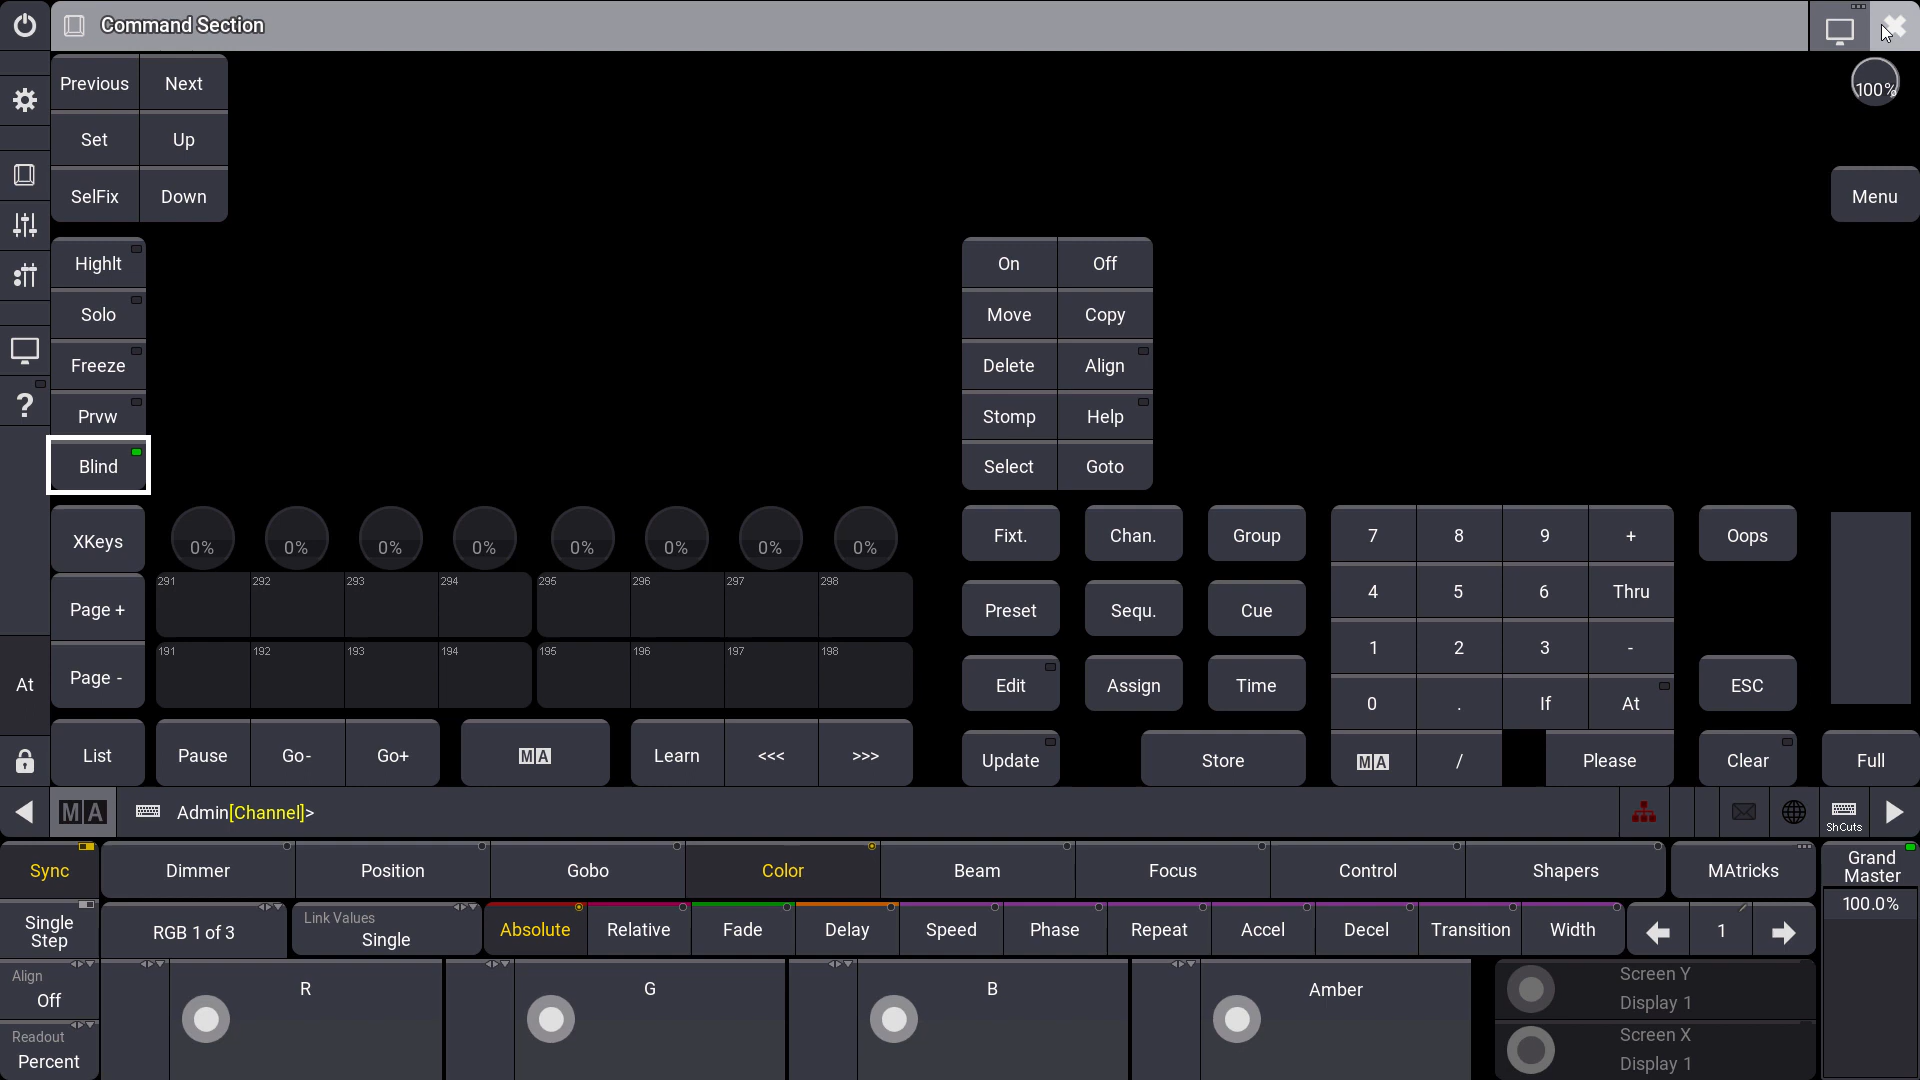 Command Section
Previous Next
100%
Set Up
SelFix Down
Menu
Highlt On Off
Solo Move Copy
Freeze Delete Align
Prvw Stomp Help
?
Blind Select Goto
XKeys 0% 0% 0% 0% 0% 0% 0% 0% Fixt. Chan. Group 7 8 9 + Oops
291 292 293 294 295 296 297 298
Page + Preset Sequ. Cue 4 5 6 Thru
191 192 193 194 195 196 197 198
1 2 3 -
At Page - Edit Assign Time 0 . If At ESC
List Pause Go- Go+ MA Learn <<< >>> Update Store MA / Please Clear Full
MA Admin[Channel]> ShCuts
Sync Dimmer Position Gobo Color Beam Focus Control Shapers MAtricks Grand
Master
100.0%
Single
Step
RGB 1 of 3
Link Values
Single
Absolute Relative Fade Delay Speed Phase Repeat Accel Decel Transition Width 1
Align
Off
R G B Amber
Screen Y
Display 1
Readout
Percent
Screen X
Display 1